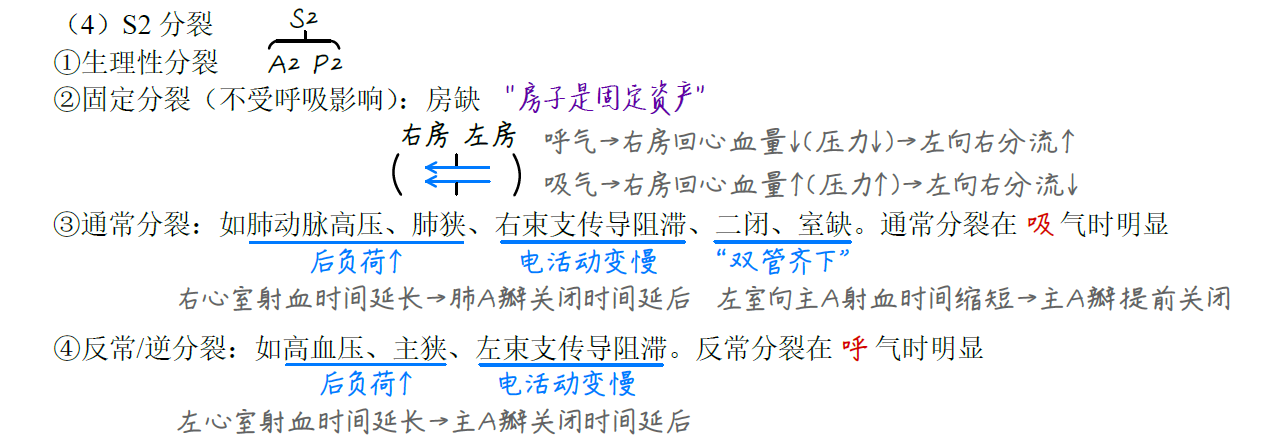 （4）S2 分裂 S2
①生理性分裂 A2 P2
②固定分裂（不受呼吸影响）：房缺 "房子是固定资产"
右房 左房 呼气→右房回心血量↓(压力↓)→左向右分流↑
吸气→右房回心血量↑(压力↑)→左向右分流↓
③通常分裂：如肺动脉高压、肺狭、右束支传导阻滞、二闭、室缺。通常分裂在 吸 气时明显
后负荷↑ 电活动变慢 “双管齐下”
右心室射血时间延长→肺A瓣关闭时间延后 左室向主A射血时间缩短→主A瓣提前关闭
④反常/逆分裂：如高血压、主狭、左束支传导阻滞。反常分裂在 呼 气时明显
后负荷↑ 电活动变慢
左心室射血时间延长→主A瓣关闭时间延后